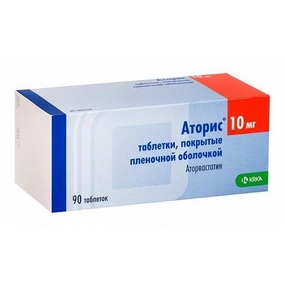 Аторис® 10 мг
таблетки, покрытые
пленочной оболочкой
Аторвастатин
90 таблеток
KRKA